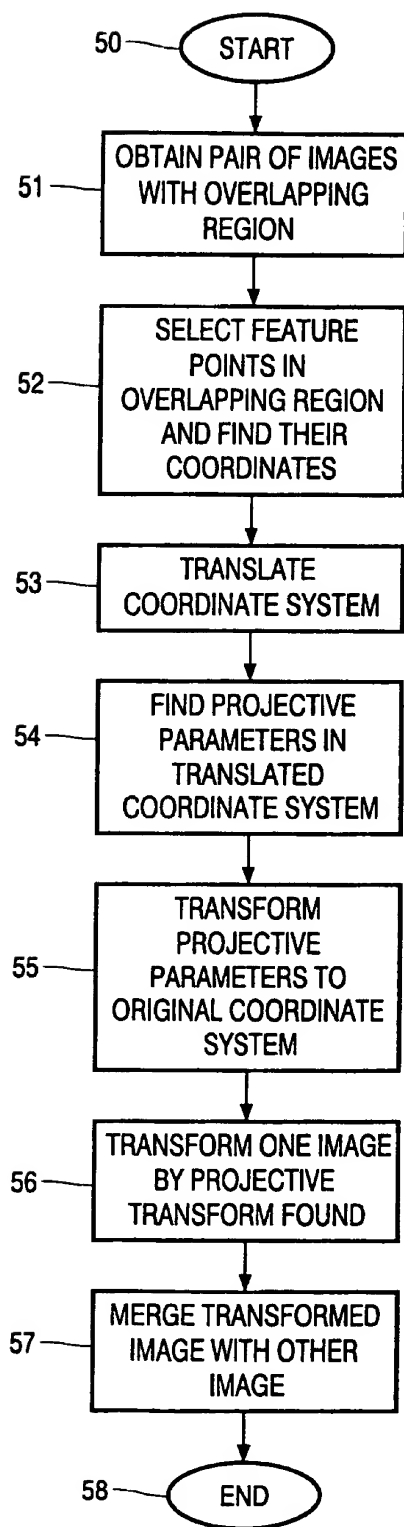 50
START
51
OBTAIN PAIR OF IMAGES
WITH OVERLAPPING
REGION
52
SELECT FEATURE
POINTS IN
OVERLAPPING REGION
AND FIND THEIR
COORDINATES
53
TRANSLATE
COORDINATE SYSTEM
54
FIND PROJECTIVE
PARAMETERS IN
TRANSLATED
COORDINATE SYSTEM
55
TRANSFORM
PROJECTIVE
PARAMETERS TO
ORIGINAL COORDINATE
SYSTEM
56
TRANSFORM ONE IMAGE
BY PROJECTIVE
TRANSFORM FOUND
57
MERGE TRANSFORMED
IMAGE WITH OTHER
IMAGE
58
END